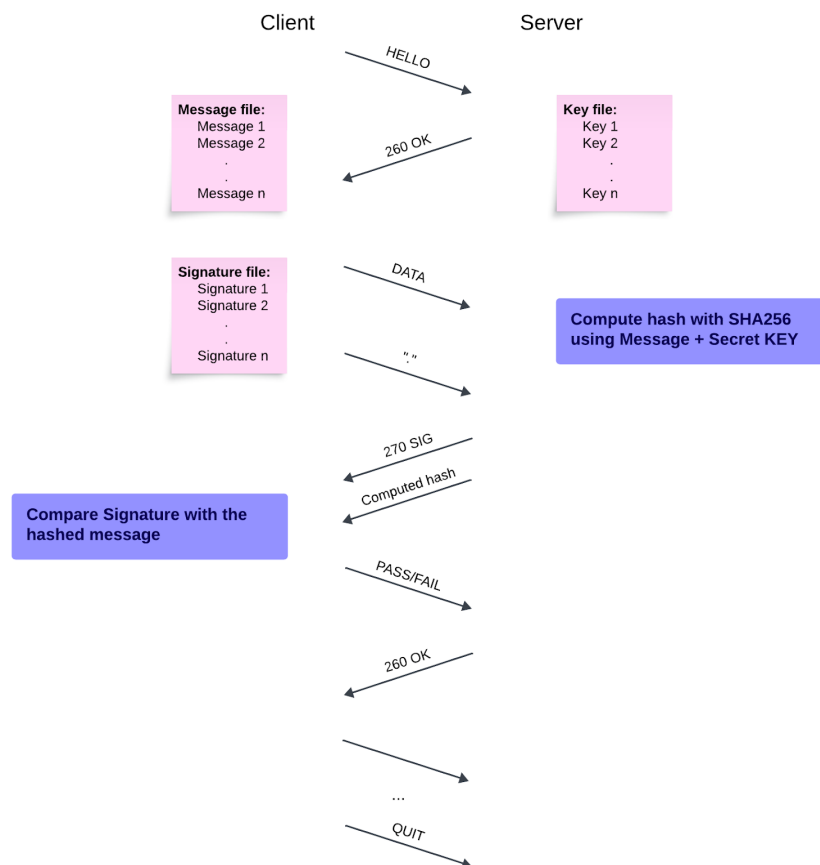 Client
Server
HELLO
Message file:
Message 1
Message 2
.
.
Message n
Key file:
Key 1
Key 2
.
.
Key n
260 OK
Signature file:
Signature 1
Signature 2
.
.
Signature n
DATA
Compute hash with SHA256
using Message + Secret KEY
"."
270 SIG
Computed hash
Compare Signature with the
hashed message
PASS/FAIL
260 OK
...
QUIT